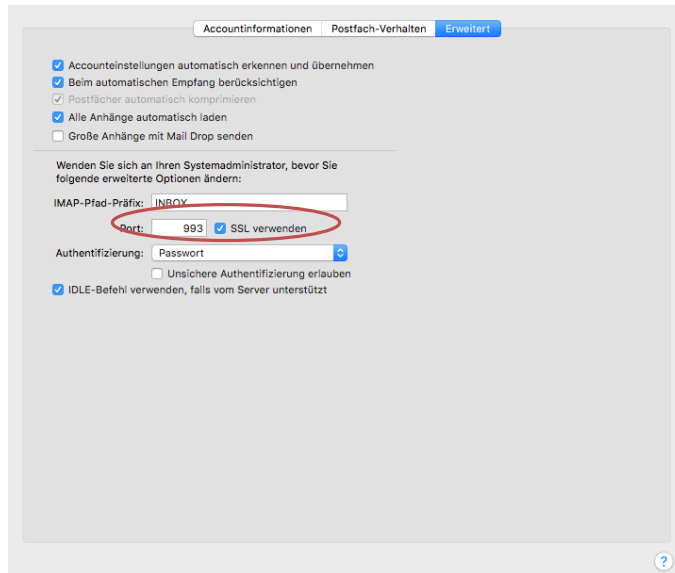 Accountinformationen Postfach-Verhalten Erweitert
Accounteinstellungen automatisch erkennen und übernehmen
Beim automatischen Empfang berücksichtigen
Postfächer automatisch komprimieren
Alle Anhänge automatisch laden
Große Anhänge mit Mail Drop senden
Wenden Sie sich an Ihren Systemadministrator, bevor Sie
folgende erweiterte Optionen ändern:
IMAP-Pfad-Präfix: INBOX
Port: 993 SSL verwenden
Authentifizierung: Passwort
Unsichere Authentifizierung erlauben
IDLE-Befehl verwenden, falls vom Server unterstützt
?